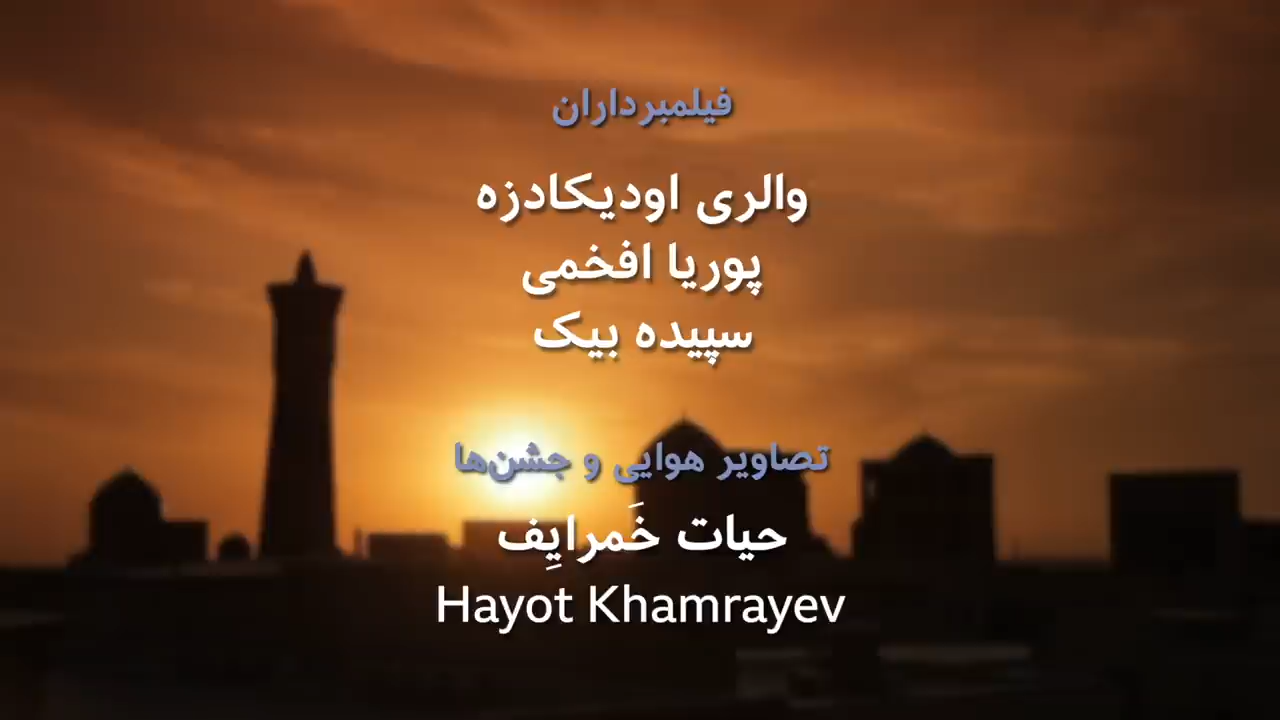 فیلمبرداران
والری اودیکادزه
پوریا افخمی
سپیده بیک
تصاویر هوایی و جشن‌ها
حیات خَمرایِف
Hayot Khamrayev